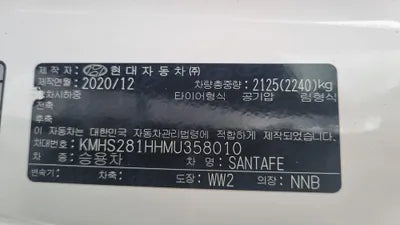 제작자: 현대자동차㈜
제작년월: 2020/12 차량총중량: 2125(2240)kg
타이어형식 공기압 림형식
전축
후축
이 자동차는 대한민국 자동차관리법령에 적합하게 제작되었습니다.
차대번호: KMHS281HHMU358010
차종: 승용차 차명: SANTAFE
변속기: 차축: 도장: WW2 의장: NNB